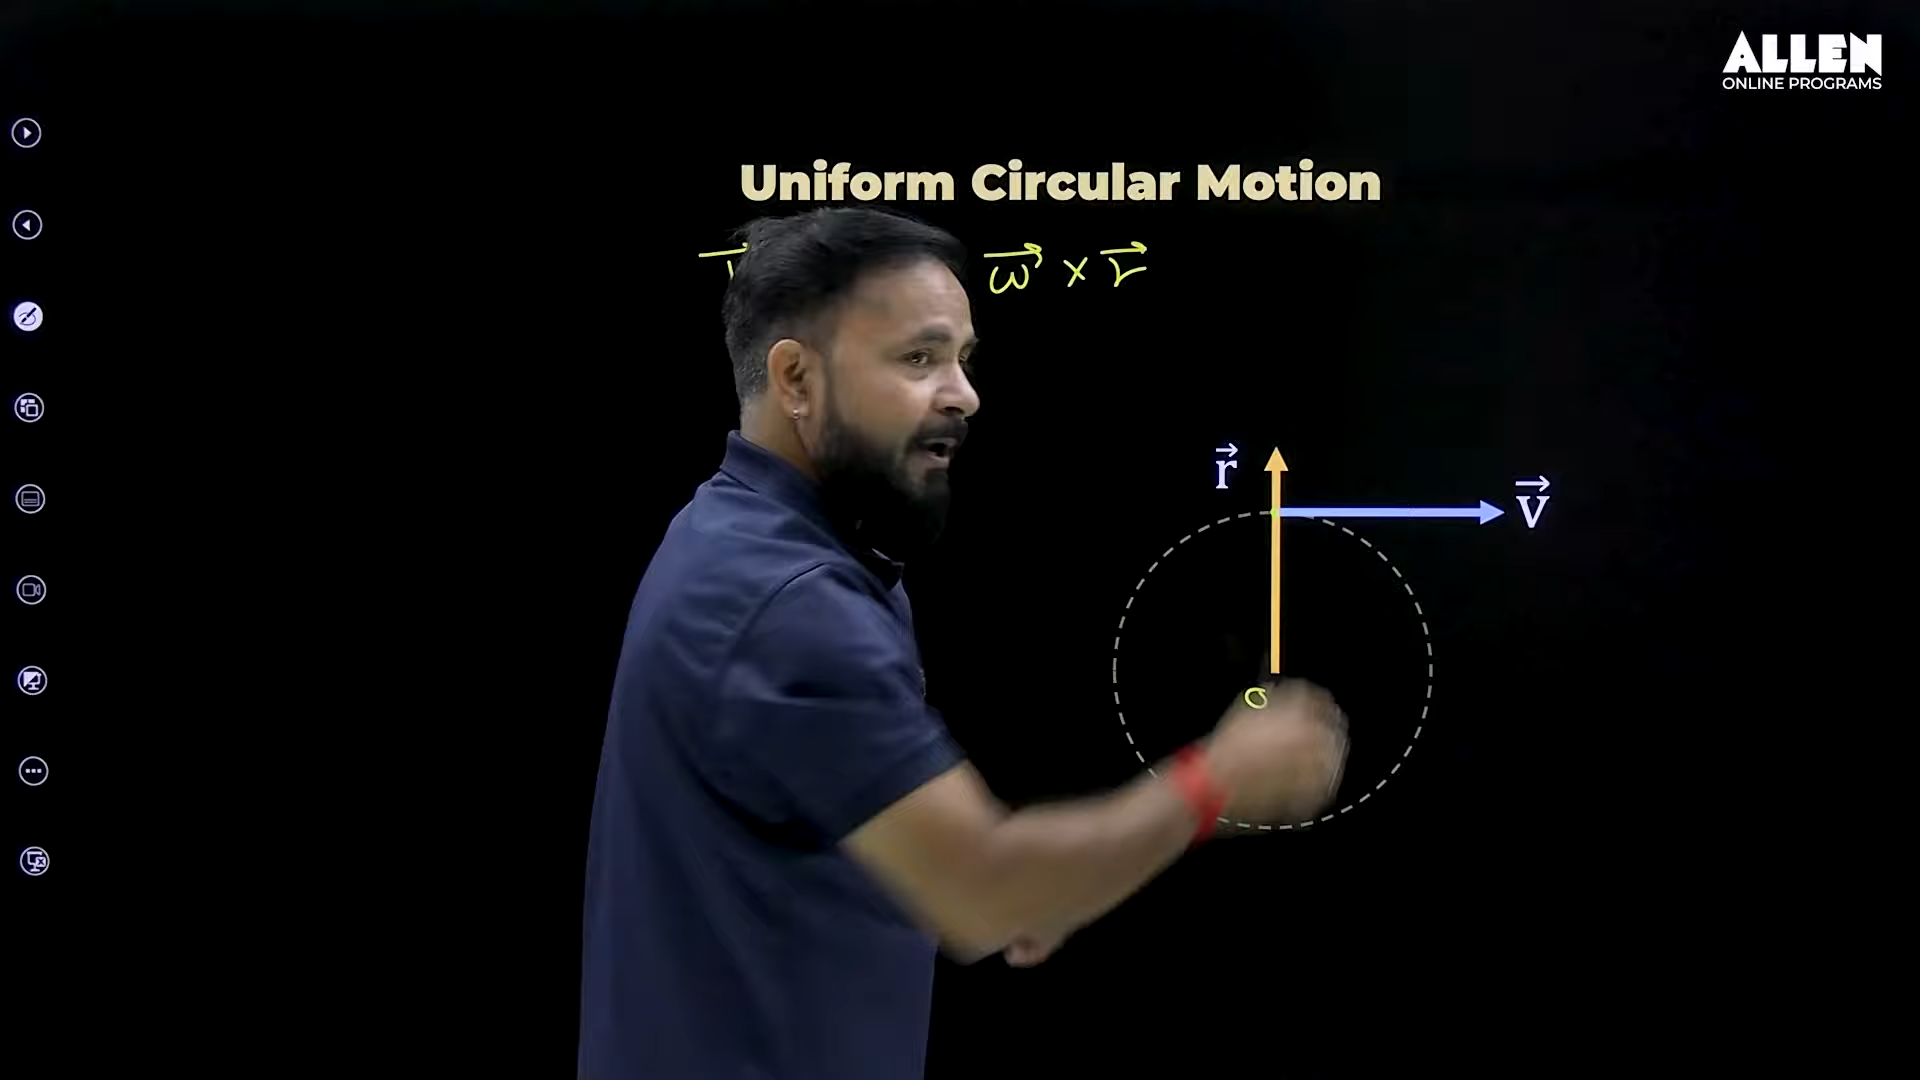 ALLEN
ONLINE PROGRAMS
Uniform Circular Motion
ω⃗ × r⃗
r⃗
v⃗
o